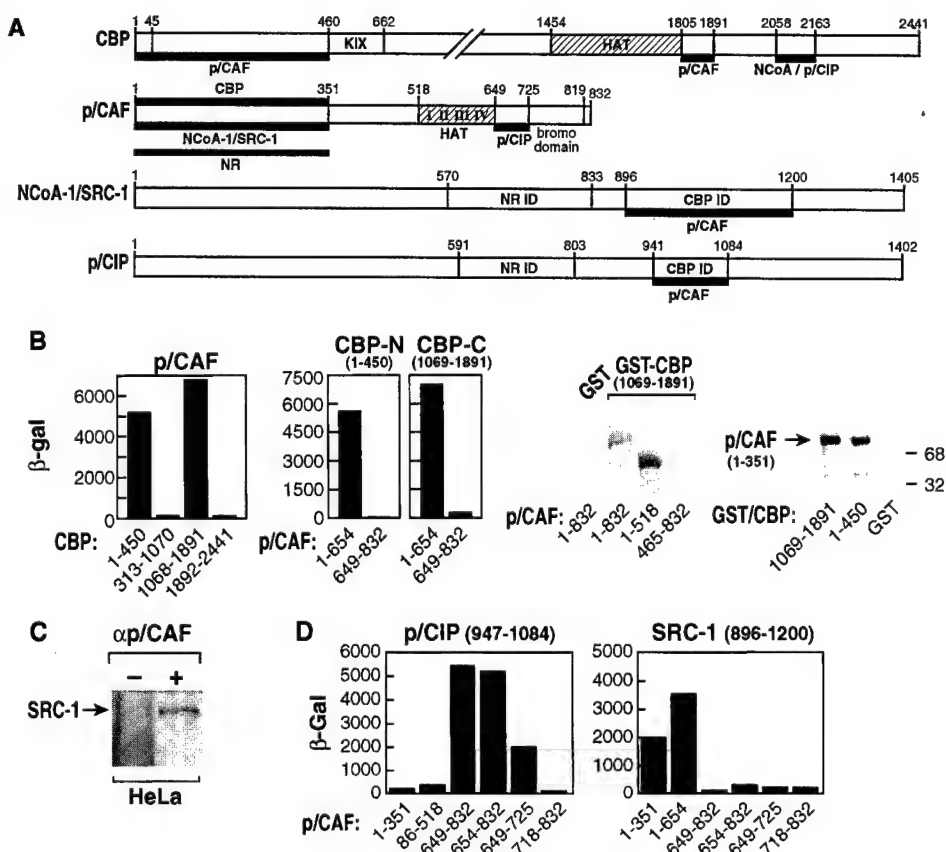 A
1 45 460 662 1454 1805 1891 2058 2163 2441
CBP KIX HAT
p/CAF p/CAF NCoA / p/CIP
1 CBP 351 518 649 725 819 832
p/CAF I II III IV
NCoA-1/SRC-1 HAT p/CIP bromo
domain
NR
1 570 833 896 1200 1405
NCoA-1/SRC-1 NR ID CBP ID
p/CAF
1 591 803 941 1084 1402
p/CIP NR ID CBP ID
p/CAF
B
p/CAF
β-gal
6000
4000
2000
0
CBP: 1-450 313-1070 1068-1891 1892-2441
CBP-N CBP-C
(1-450) (1069-1891)
7500
6000
4500
3000
1500
0
p/CAF: 1-654 649-832 1-654 649-832
GST GST-CBP
(1069-1891)
p/CAF: 1-832 1-832 1-518 465-832
p/CAF
(1-351)
68
32
GST/CBP: 1069-1891 1-450 GST
C
αp/CAF
− +
SRC-1
HeLa
D
p/CIP (947-1084)
β-Gal
6000
5000
4000
3000
2000
1000
0
p/CAF: 1-351 86-518 649-832 654-832 649-725 718-832
SRC-1 (896-1200)
5000
4000
3000
2000
1000
0
1-351 1-654 649-832 654-832 649-725 718-832